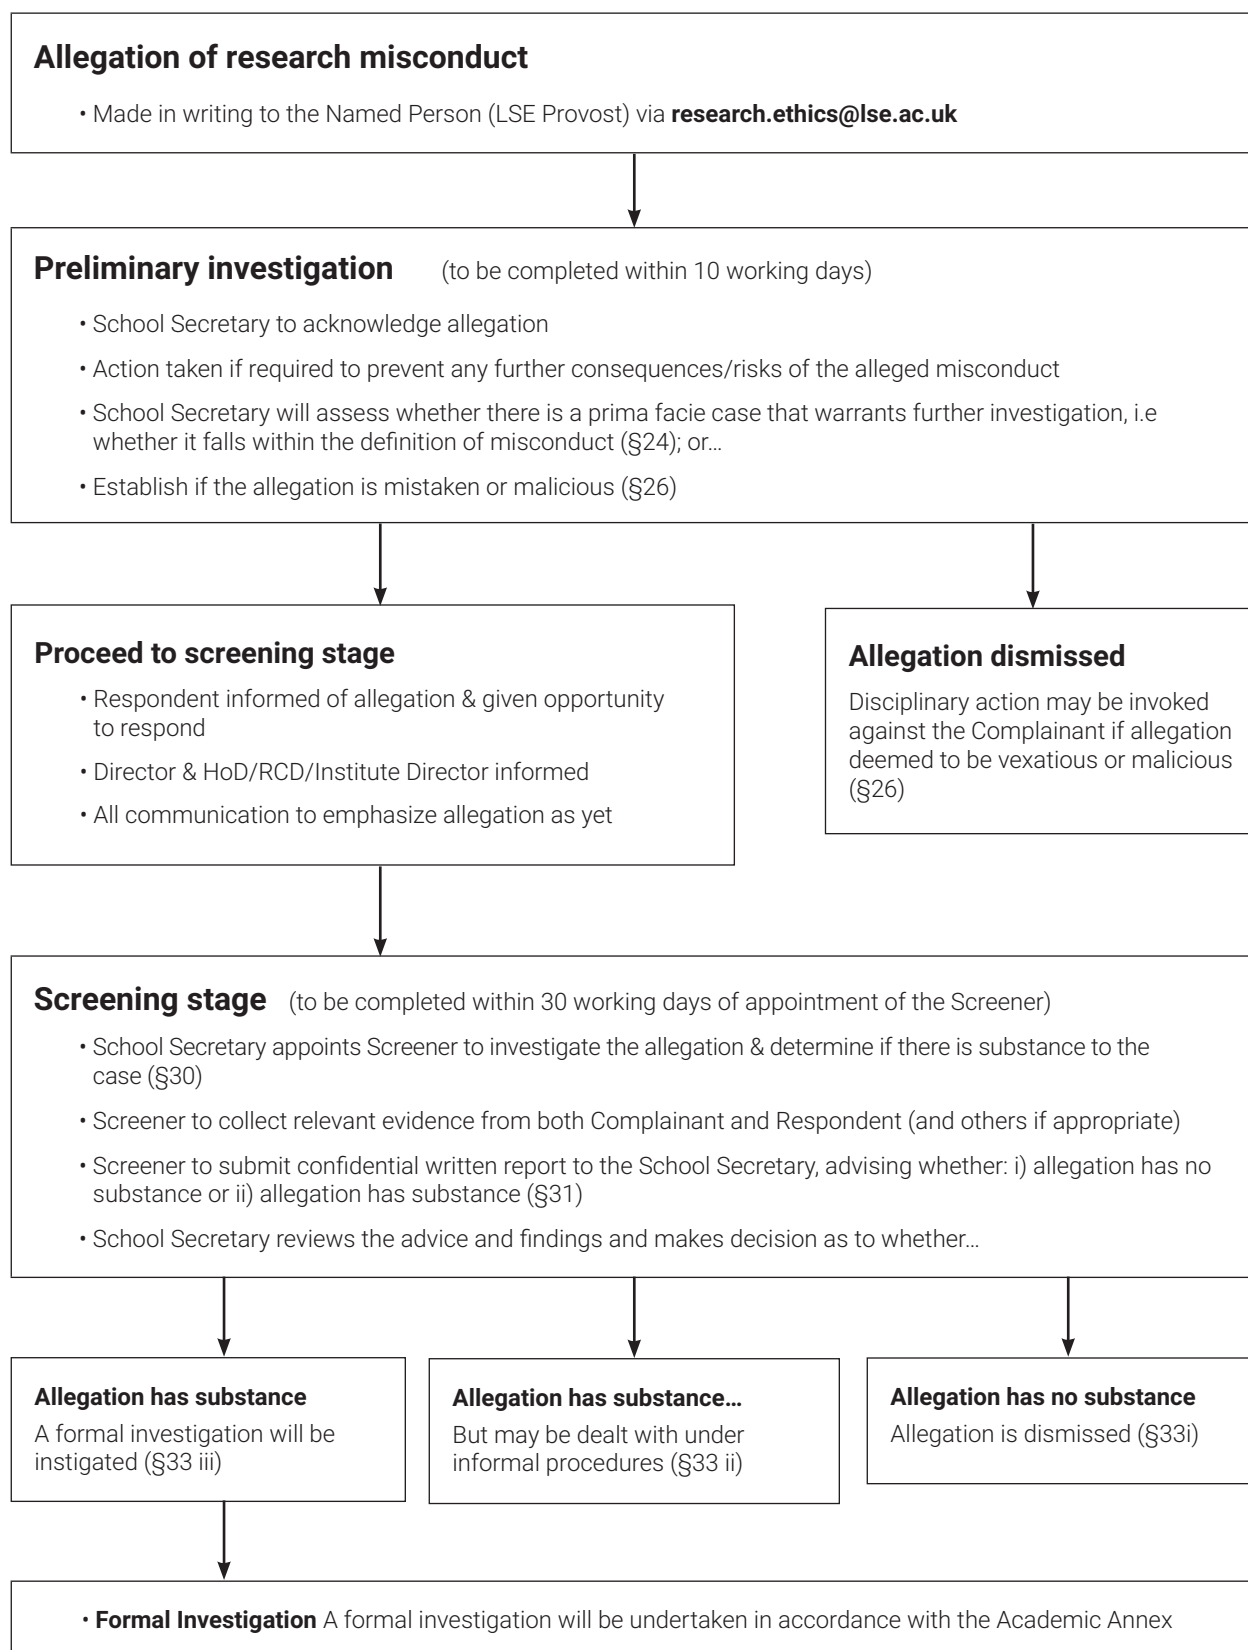 Allegation of research misconduct
• Made in writing to the Named Person (LSE Provost) via research.ethics@lse.ac.uk
Preliminary investigation (to be completed within 10 working days)
• School Secretary to acknowledge allegation
• Action taken if required to prevent any further consequences/risks of the alleged misconduct
• School Secretary will assess whether there is a prima facie case that warrants further investigation, i.e
whether it falls within the definition of misconduct (§24); or…
• Establish if the allegation is mistaken or malicious (§26)
Proceed to screening stage
• Respondent informed of allegation & given opportunity
to respond
• Director & HoD/RCD/Institute Director informed
• All communication to emphasize allegation as yet
Allegation dismissed
Disciplinary action may be invoked
against the Complainant if allegation
deemed to be vexatious or malicious
(§26)
Screening stage (to be completed within 30 working days of appointment of the Screener)
• School Secretary appoints Screener to investigate the allegation & determine if there is substance to the
case (§30)
• Screener to collect relevant evidence from both Complainant and Respondent (and others if appropriate)
• Screener to submit confidential written report to the School Secretary, advising whether: i) allegation has no
substance or ii) allegation has substance (§31)
• School Secretary reviews the advice and findings and makes decision as to whether…
Allegation has substance
A formal investigation will be
instigated (§33 iii)
Allegation has substance…
But may be dealt with under
informal procedures (§33 ii)
Allegation has no substance
Allegation is dismissed (§33i)
• Formal Investigation A formal investigation will be undertaken in accordance with the Academic Annex